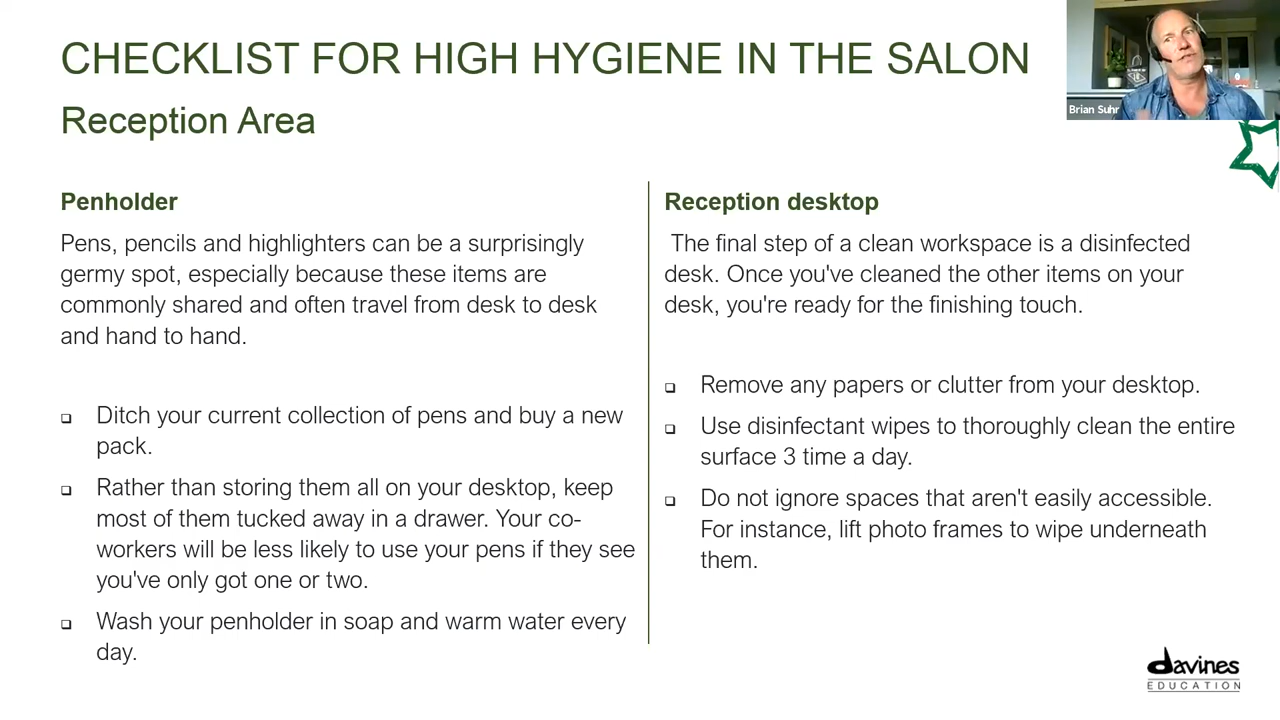 CHECKLIST FOR HIGH HYGIENE IN THE SALON
Reception Area
Brian Suhr
Penholder
Pens, pencils and highlighters can be a surprisingly
germy spot, especially because these items are
commonly shared and often travel from desk to desk
and hand to hand.
❑ Ditch your current collection of pens and buy a new
pack.
❑ Rather than storing them all on your desktop, keep
most of them tucked away in a drawer. Your co-
workers will be less likely to use your pens if they see
you've only got one or two.
❑ Wash your penholder in soap and warm water every
day.
Reception desktop
The final step of a clean workspace is a disinfected
desk. Once you've cleaned the other items on your
desk, you're ready for the finishing touch.
❑ Remove any papers or clutter from your desktop.
❑ Use disinfectant wipes to thoroughly clean the entire
surface 3 time a day.
❑ Do not ignore spaces that aren't easily accessible.
For instance, lift photo frames to wipe underneath
them.
davines
EDUCATION